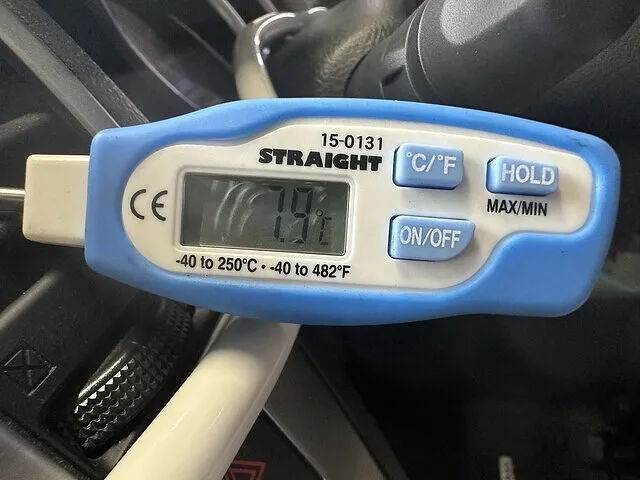 15-0131
STRAIGHT
°C/°F
HOLD
MAX/MIN
CE
7.9°C
ON/OFF
-40 to 250°C • -40 to 482°F